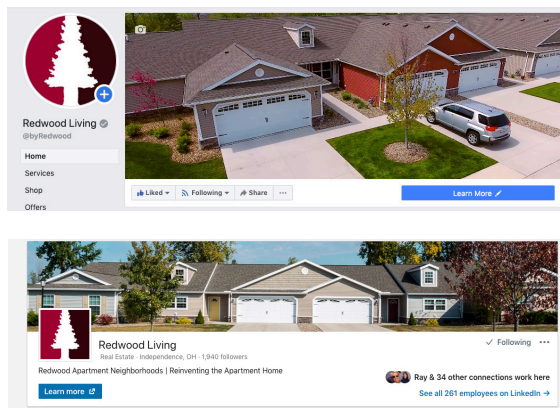 Redwood Living
@byRedwood
Home
Services
Shop
Offers
Liked
Following
Share
Learn More
Redwood Living
Real Estate · Independence, OH · 1,940 followers
Following
Redwood Apartment Neighborhoods | Reinventing the Apartment Home
Ray & 34 other connections work here
Learn more
See all 261 employees on LinkedIn →